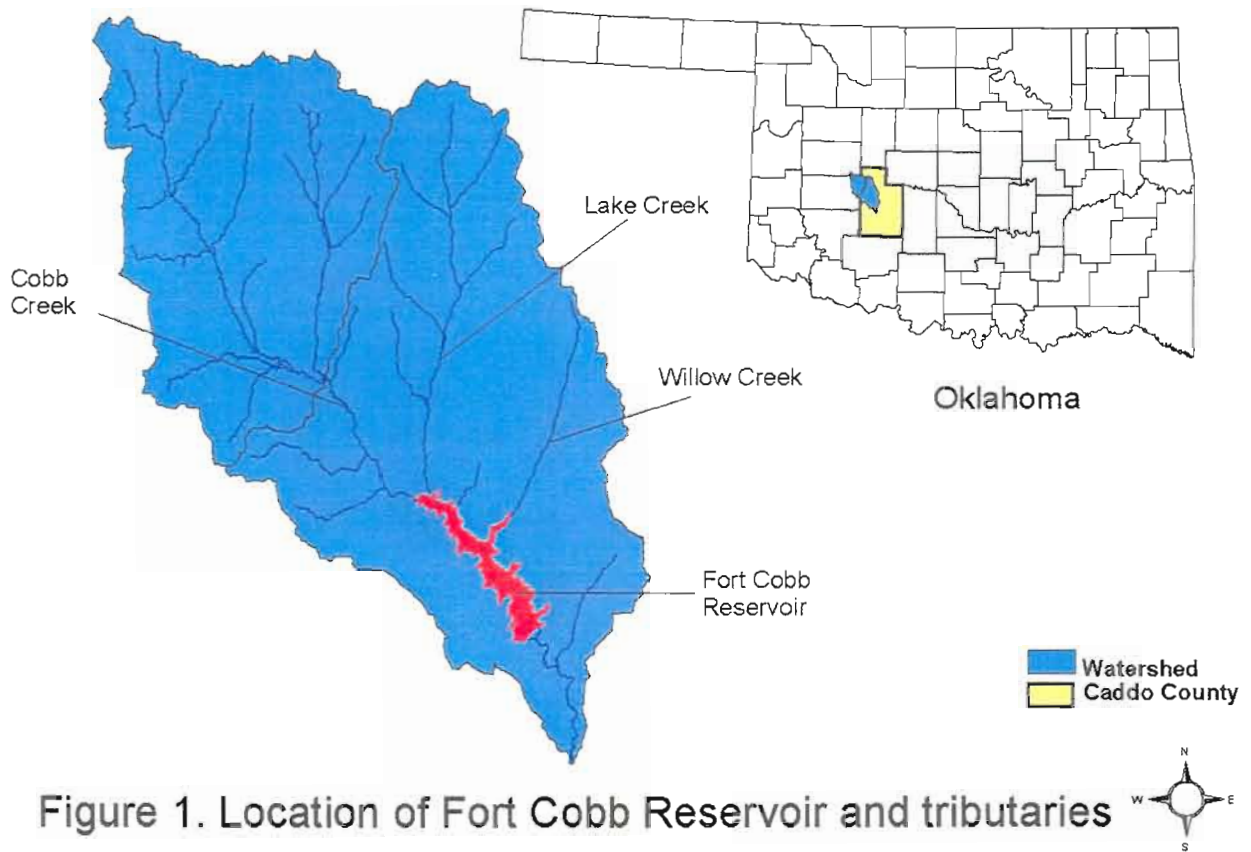 Lake Creek
Cobb
Creek
Willow Creek
Oklahoma
Fort Cobb
Reservoir
Watershed
Caddo County
N
W
E
S
Figure 1. Location of Fort Cobb Reservoir and tributaries